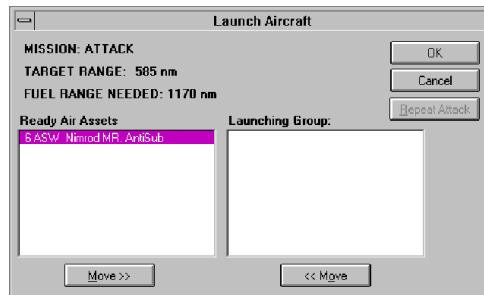 Launch Aircraft
MISSION: ATTACK
TARGET RANGE: 585 nm
FUEL RANGE NEEDED: 1170 nm
OK
Cancel
Repeat Attack
Ready Air Assets
Launching Group:
6 ASW Nimrod MR. AntiSub
Move >>
<< Move